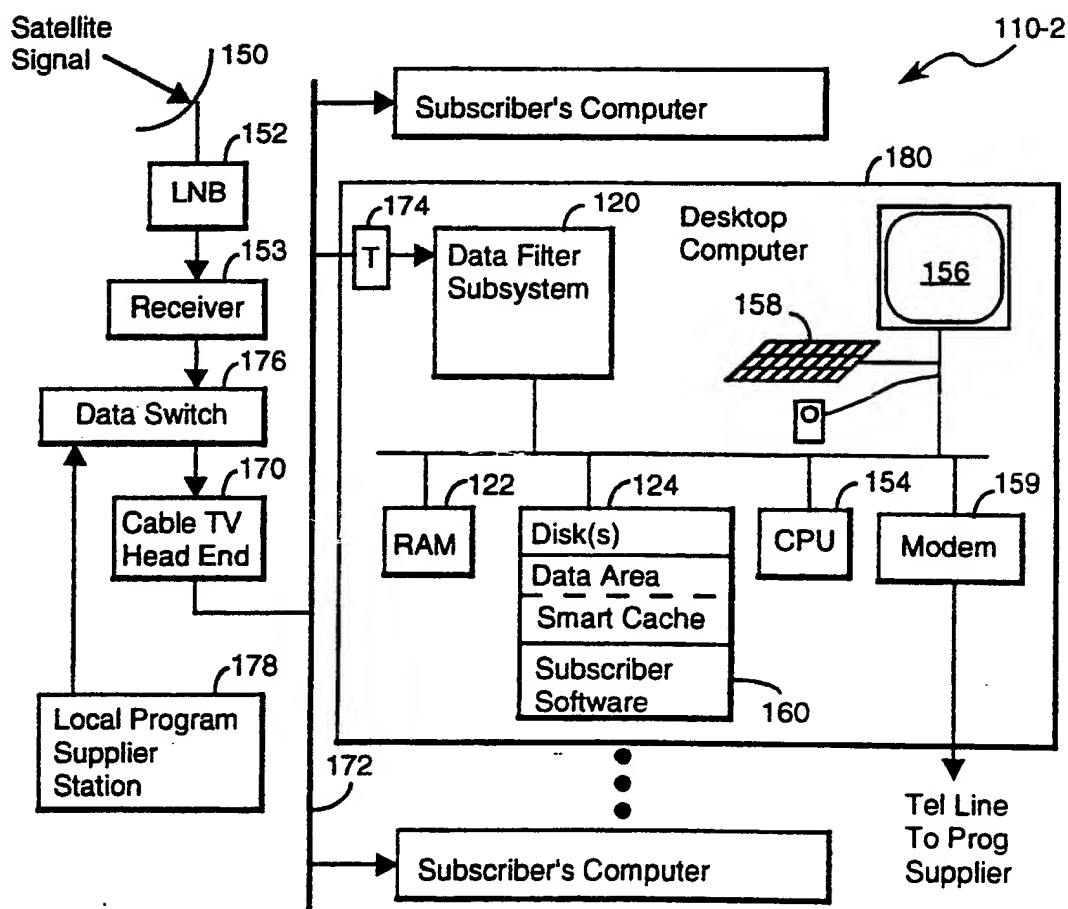 Satellite
Signal
150
110-2
Subscriber's Computer
152
LNB
180
174
T
120
Data Filter
Subsystem
Desktop
Computer
156
153
Receiver
158
176
Data Switch
170
Cable TV
Head End
122
RAM
124
Disk(s)
Data Area
Smart Cache
Subscriber
Software
160
154
CPU
159
Modem
178
Local Program
Supplier
Station
172
Tel Line
To Prog
Supplier
Subscriber's Computer